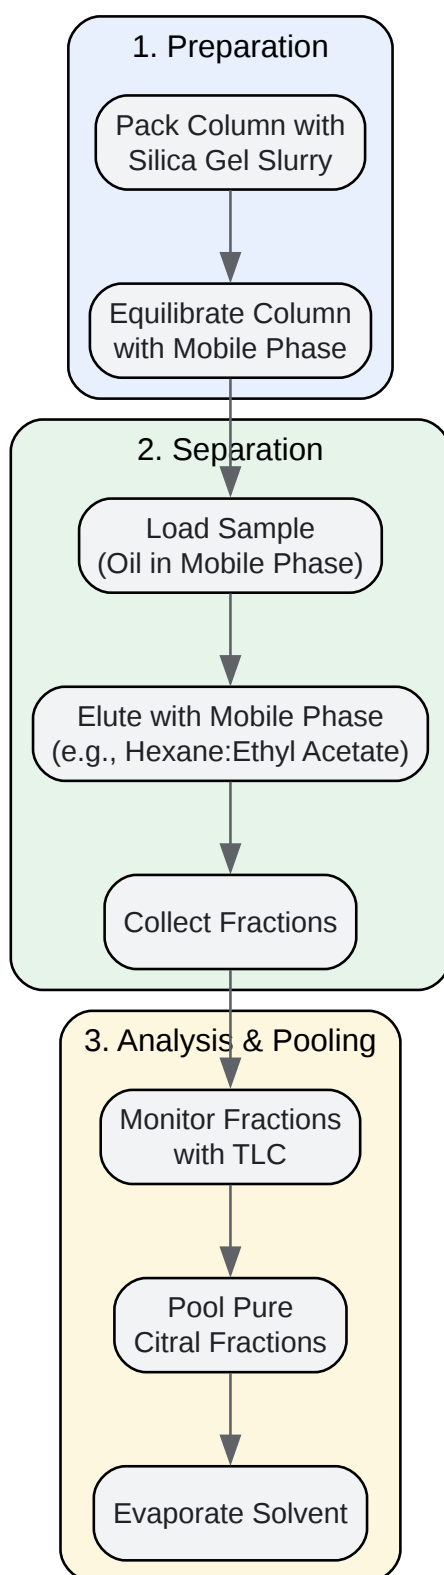 1. Preparation
Pack Column with
Silica Gel Slurry
Equilibrate Column
with Mobile Phase
2. Separation
Load Sample
(Oil in Mobile Phase)
Elute with Mobile Phase
(e.g., Hexane:Ethyl Acetate)
Collect Fractions
3. Analysis & Pooling
Monitor Fractions
with TLC
Pool Pure
Citral Fractions
Evaporate Solvent